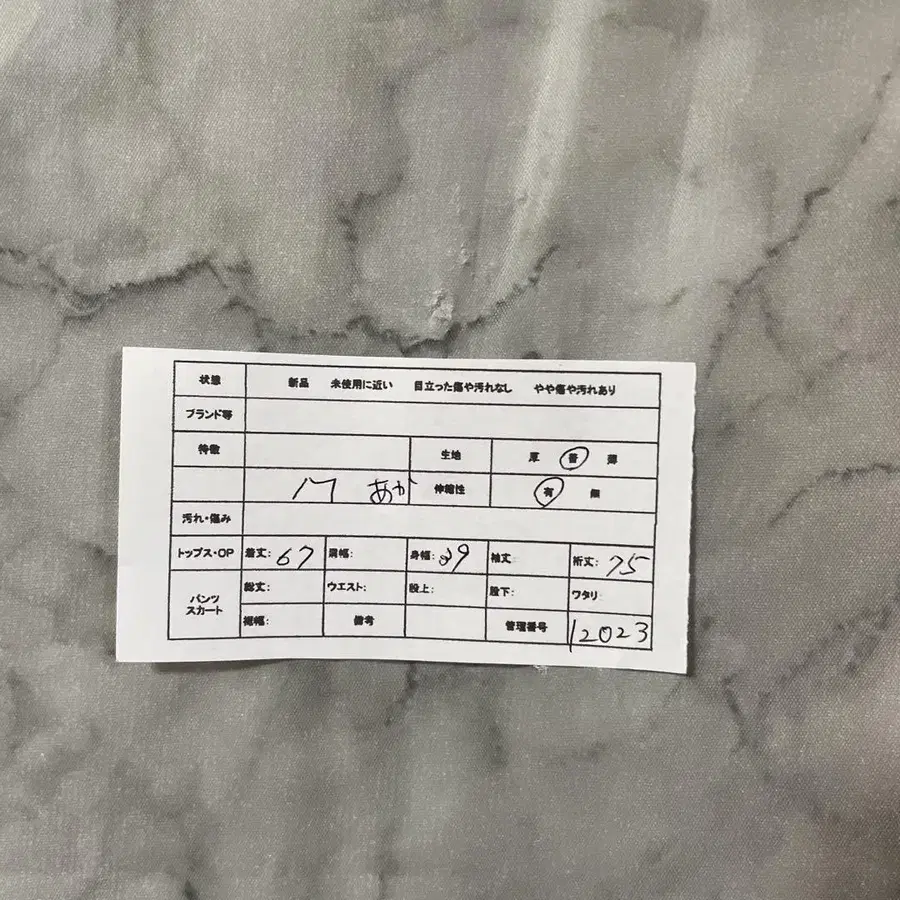 状態 新品 未使用に近い 目立った傷や汚れなし やや傷や汚れあり
ブランド等
特徴 生地 厚 普 薄
あか 伸縮性 有 無
汚れ・傷み
トップス・OP 着丈: 67 肩幅: 身幅: 39 袖丈: 裄丈: 75
パンツ スカート 総丈: ウエスト: 股上: 股下: ワタリ:
裾幅: 備考 管理番号 12023